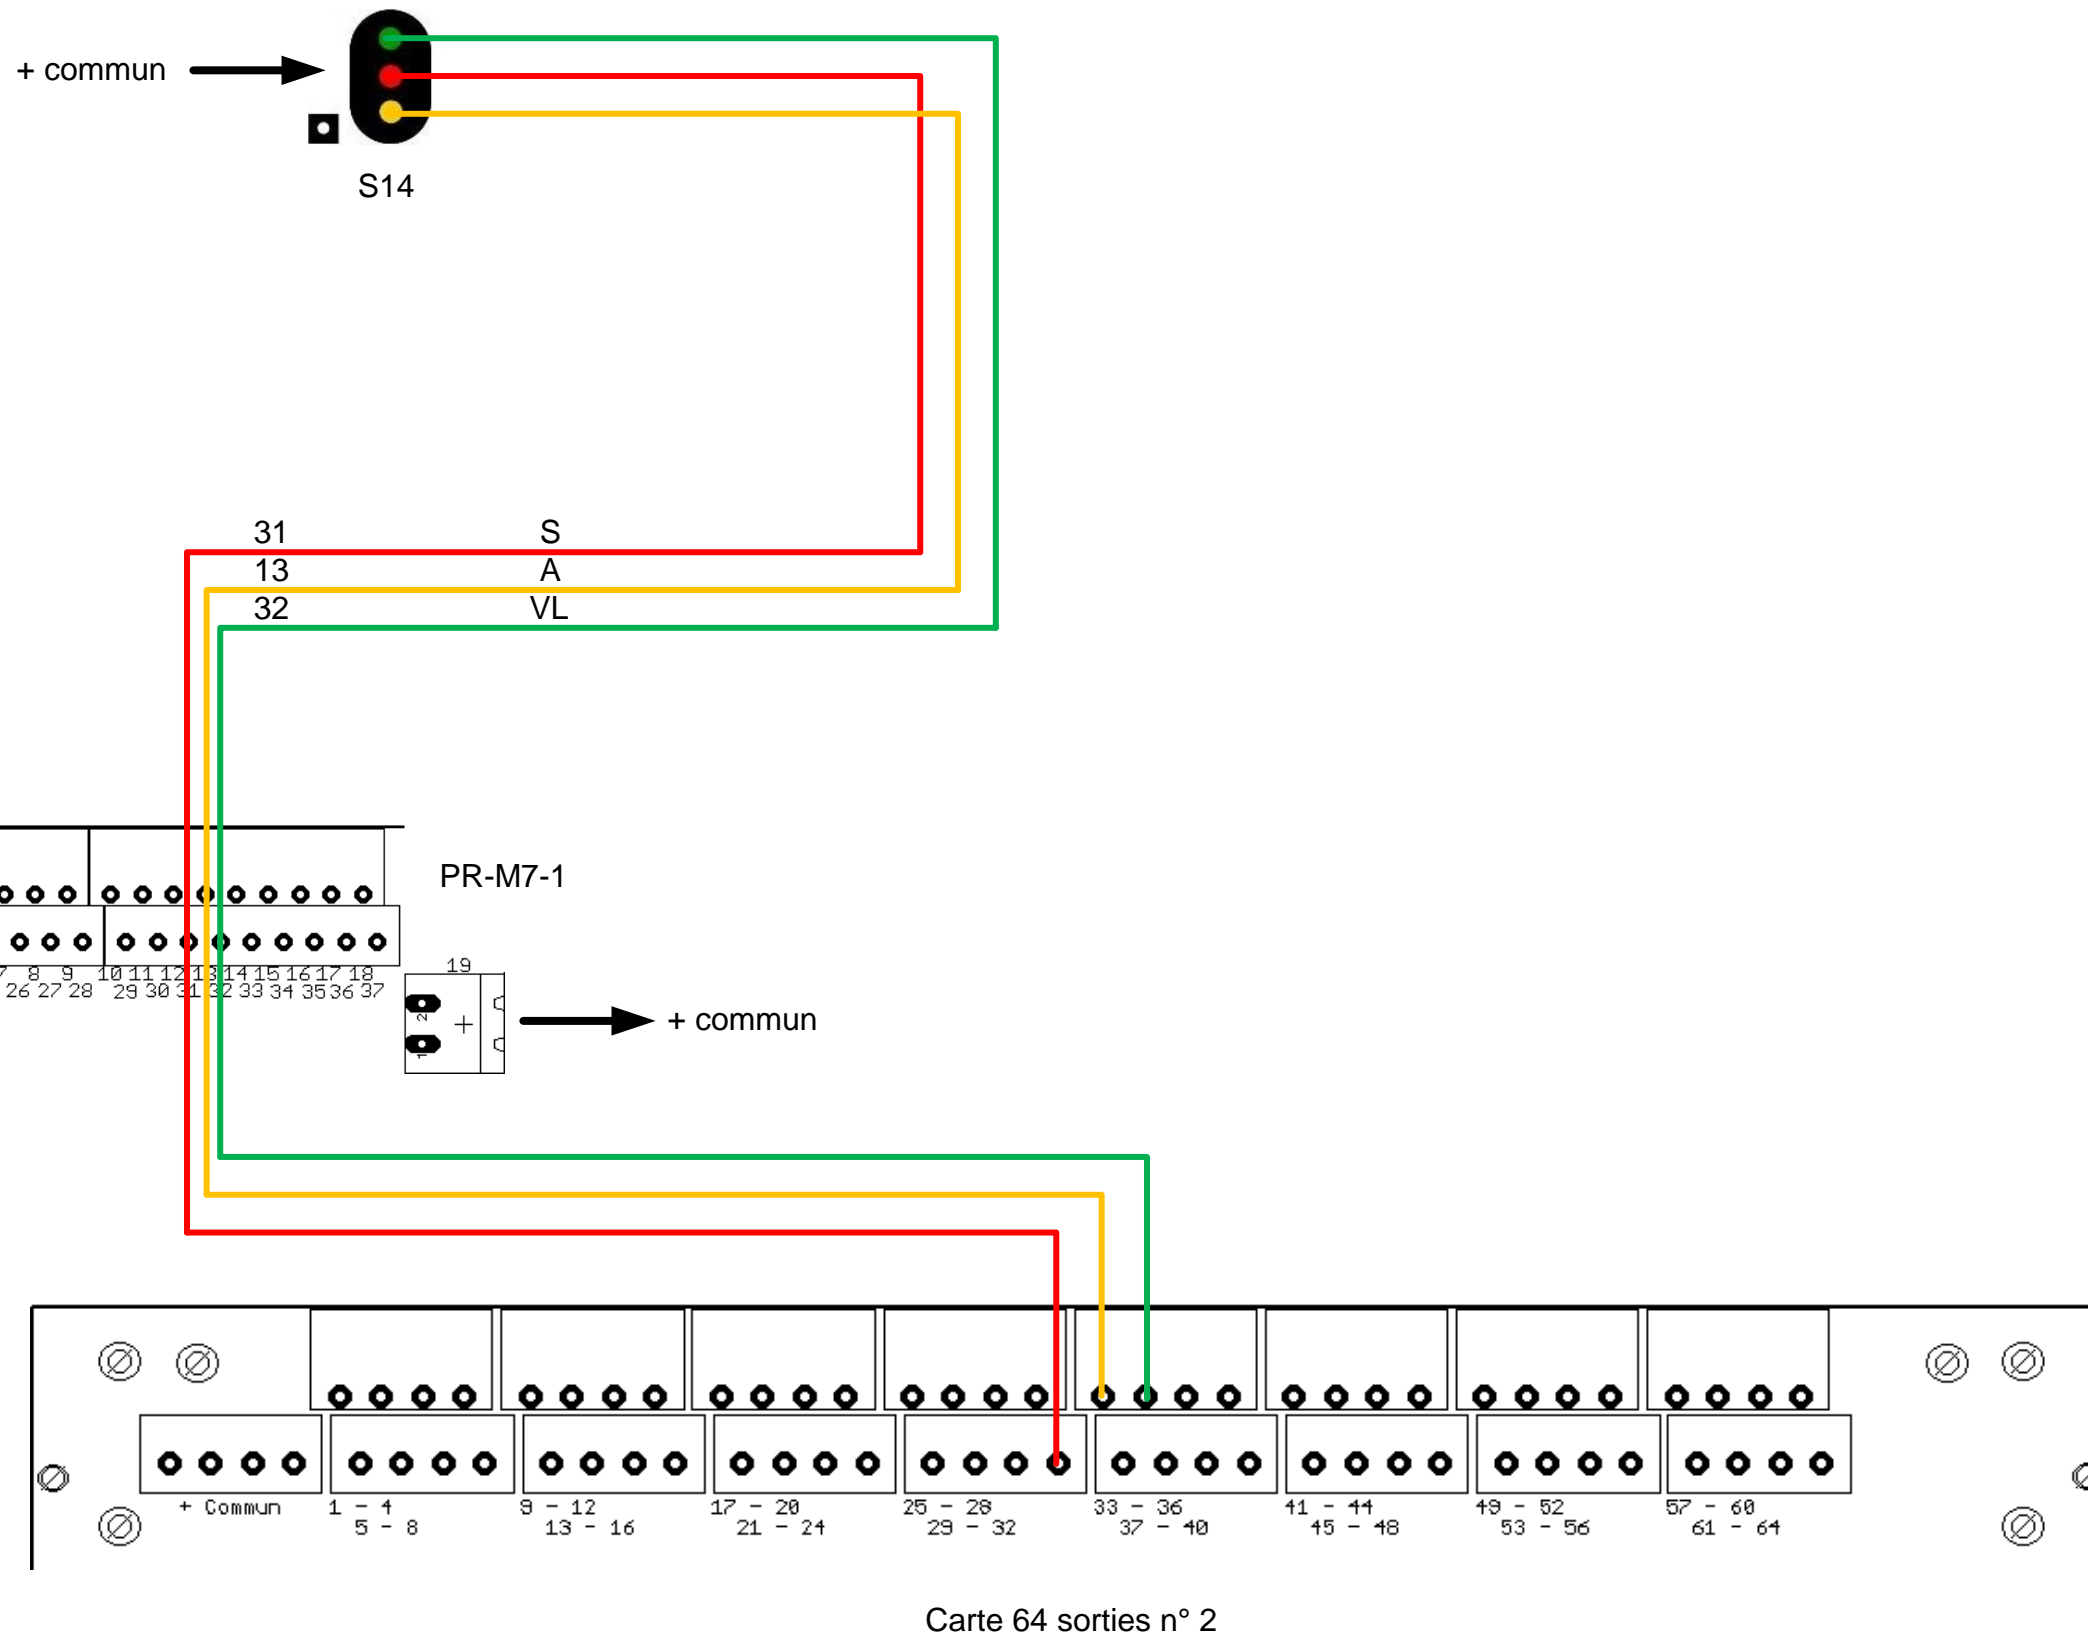 + commun
S14
31 S
13 A
32 VL
PR-M7-1
8 9 10 11 12 13 14 15 16 17 18
26 27 28 29 30 31 32 33 34 35 36 37
19
2
+
1
+ commun
+ Commun 1 - 4 9 - 12 17 - 20 25 - 28 33 - 36 41 - 44 49 - 52 57 - 60
5 - 8 13 - 16 21 - 24 29 - 32 37 - 40 45 - 48 53 - 56 61 - 64
Carte 64 sorties n° 2